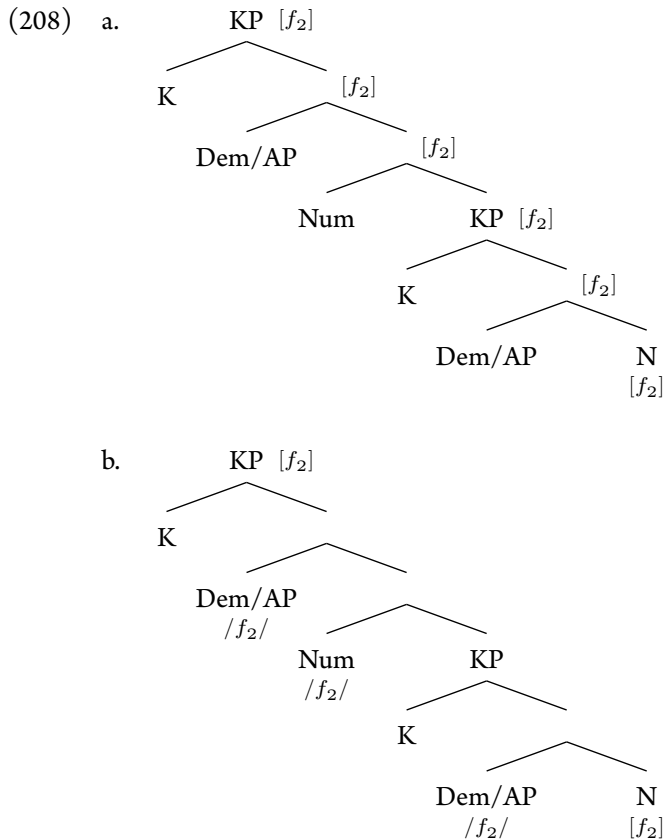 (208) a. KP [f₂]
K [f₂]
Dem/AP [f₂]
Num KP [f₂]
K [f₂]
Dem/AP N
[f₂]
b. KP [f₂]
K
Dem/AP
/f₂/
Num KP
/f₂/
K
Dem/AP N
/f₂/ [f₂]